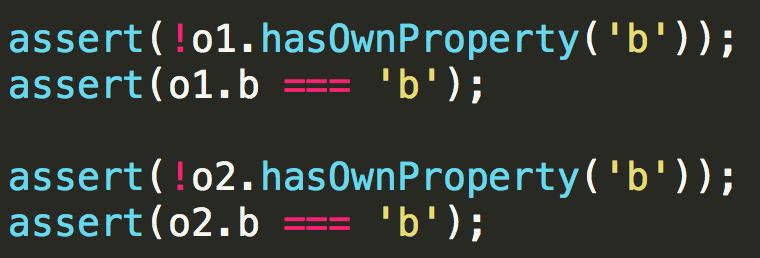 assert(!o1.hasOwnProperty('b'));
assert(o1.b === 'b');
assert(!o2.hasOwnProperty('b'));
assert(o2.b === 'b');